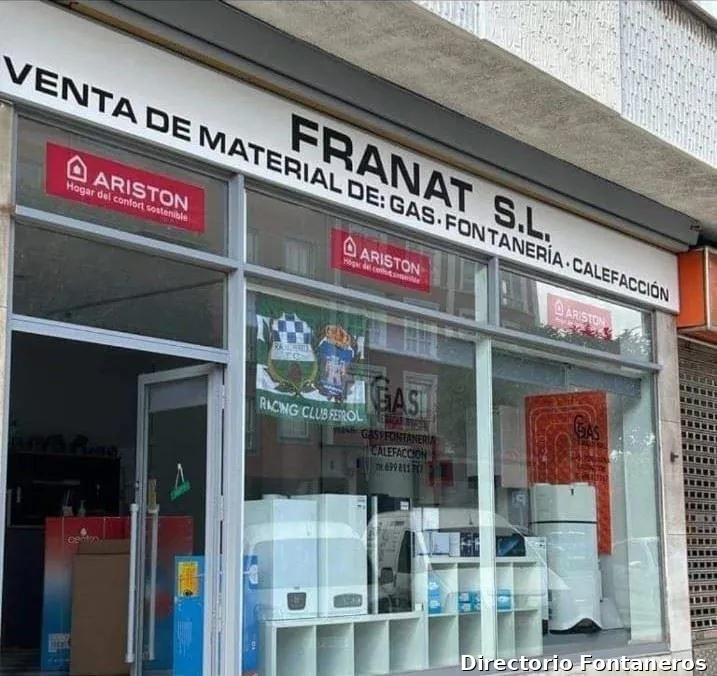 FRANAT S.L.
VENTA DE MATERIAL DE: GAS · FONTANERÍA · CALEFACCIÓN
ARISTON
Hogar del confort sostenible
ARISTON
Hogar del confort sostenible
ARISTON
RACING CLUB FERROL
GAS
GAS·FONTANERIA
CALEFACCIÓN
GAS
Directorio Fontaneros